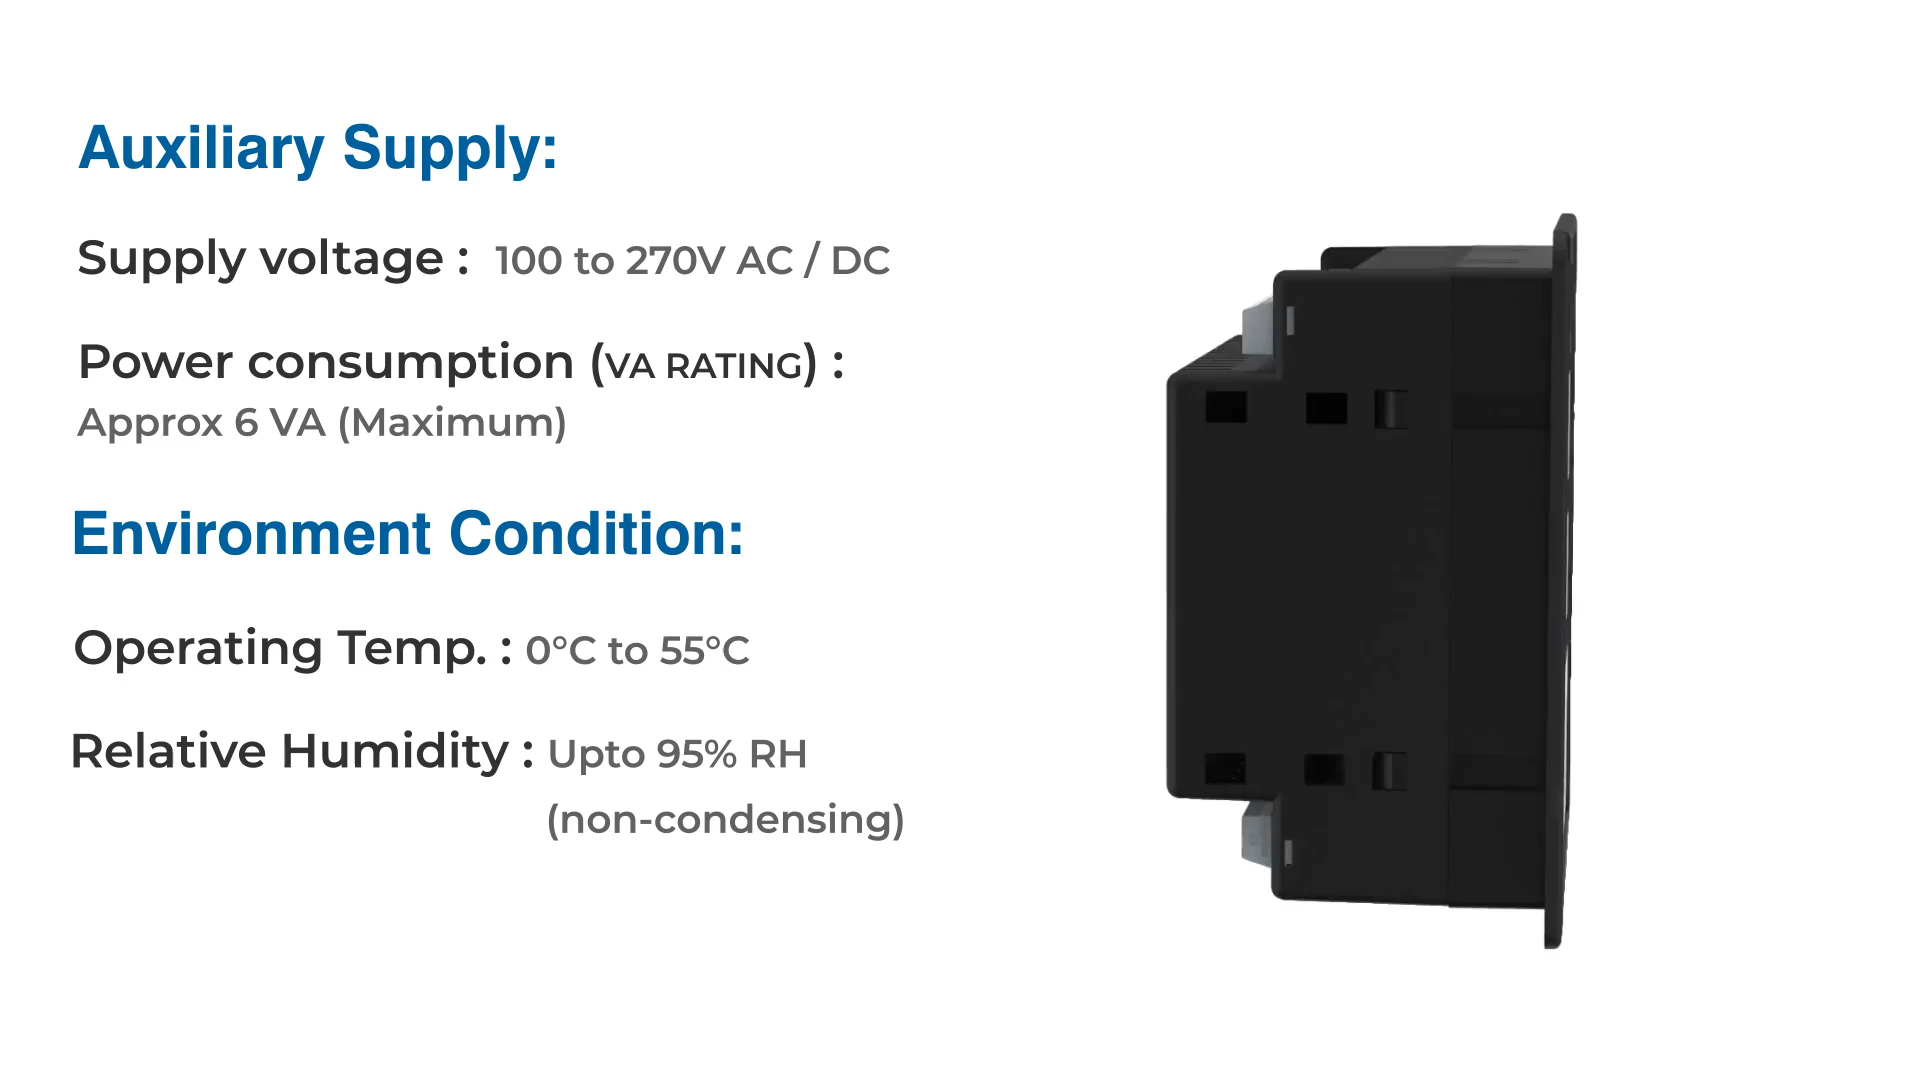 Auxiliary Supply:
Supply voltage : 100 to 270V AC / DC
Power consumption (VA RATING) :
Approx 6 VA (Maximum)
Environment Condition:
Operating Temp. : 0°C to 55°C
Relative Humidity : Upto 95% RH
(non-condensing)